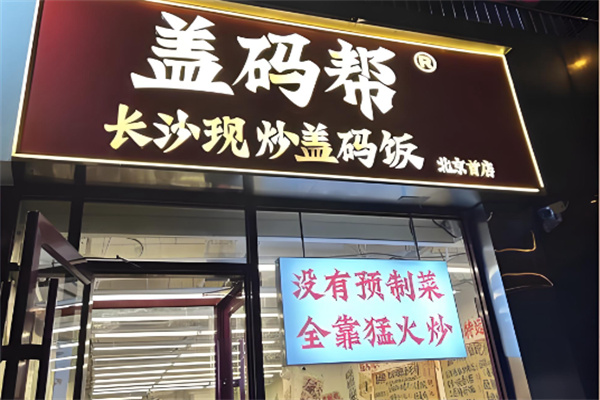 盖码帮®
长沙现炒盖码饭
北京首店
没有预制菜
全靠猛火炒